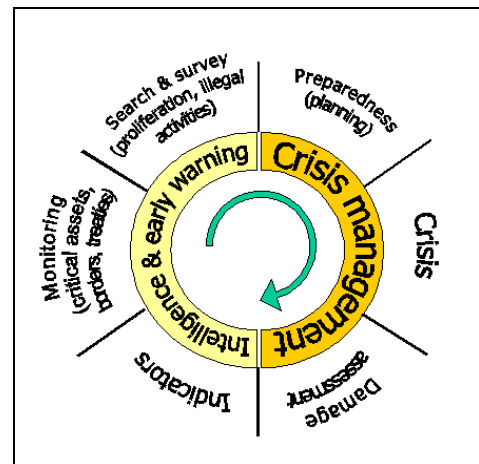 Search & survey
(proliferation, illegal
activities)
Preparedness
(planning)
Crisis
Damage
assessment
Indicators
Monitoring
(critical assets,
borders, treaties)
Intelligence & early warning
Crisis management